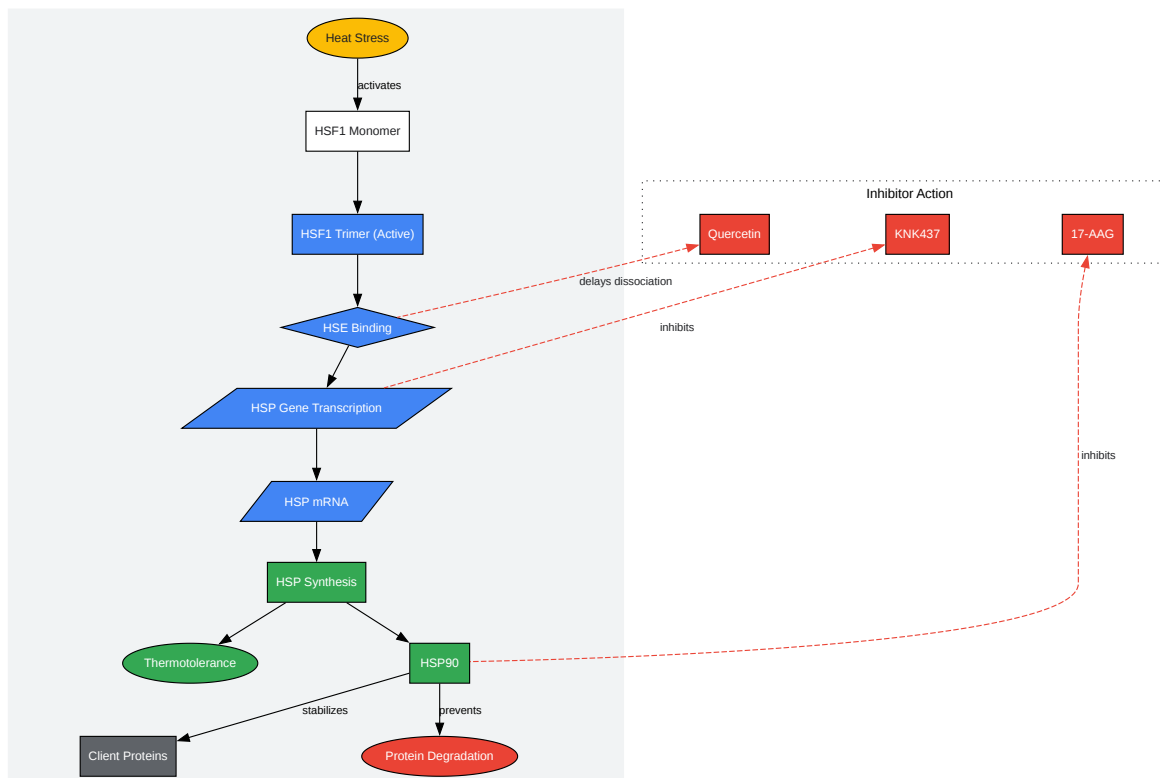 Heat Stress
activates
HSF1 Monomer
Inhibitor Action
HSF1 Trimer (Active)
Quercetin
KNK437
17-AAG
delays dissociation
HSE Binding
inhibits
HSP Gene Transcription
inhibits
HSP mRNA
HSP Synthesis
Thermotolerance
HSP90
stabilizes
prevents
Client Proteins
Protein Degradation